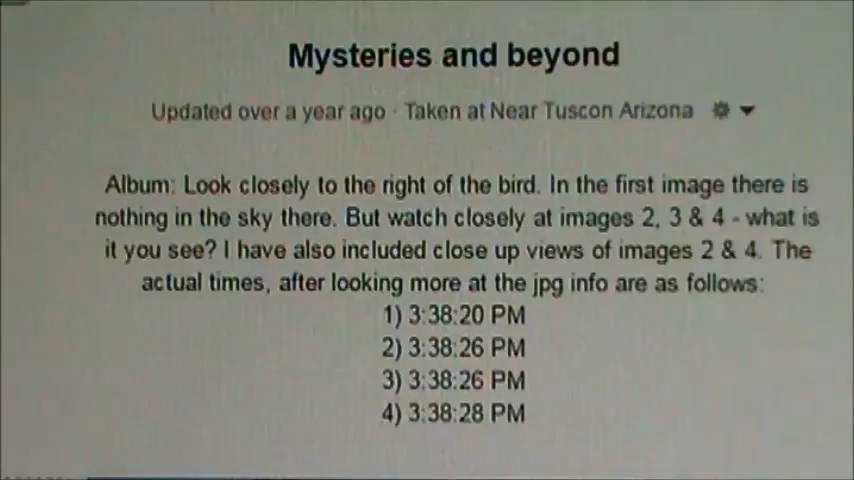 Mysteries and beyond
Updated over a year ago · Taken at Near Tuscon Arizona
Album: Look closely to the right of the bird. In the first image there is
nothing in the sky there. But watch closely at images 2, 3 & 4 - what is
it you see? I have also included close up views of images 2 & 4. The
actual times, after looking more at the jpg info are as follows:
1) 3:38:20 PM
2) 3:38:26 PM
3) 3:38:26 PM
4) 3:38:28 PM